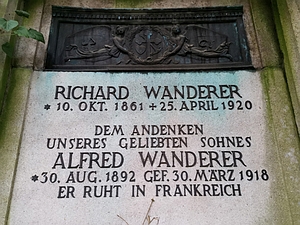 RICHARD WANDERER
* 10. OKT. 1861 + 25. APRIL 1920
DEM ANDENKEN
UNSERES GELIEBTEN SOHNES
ALFRED WANDERER
* 30. AUG. 1892 GEF. 30. MÄRZ 1918
ER RUHT IN FRANKREICH